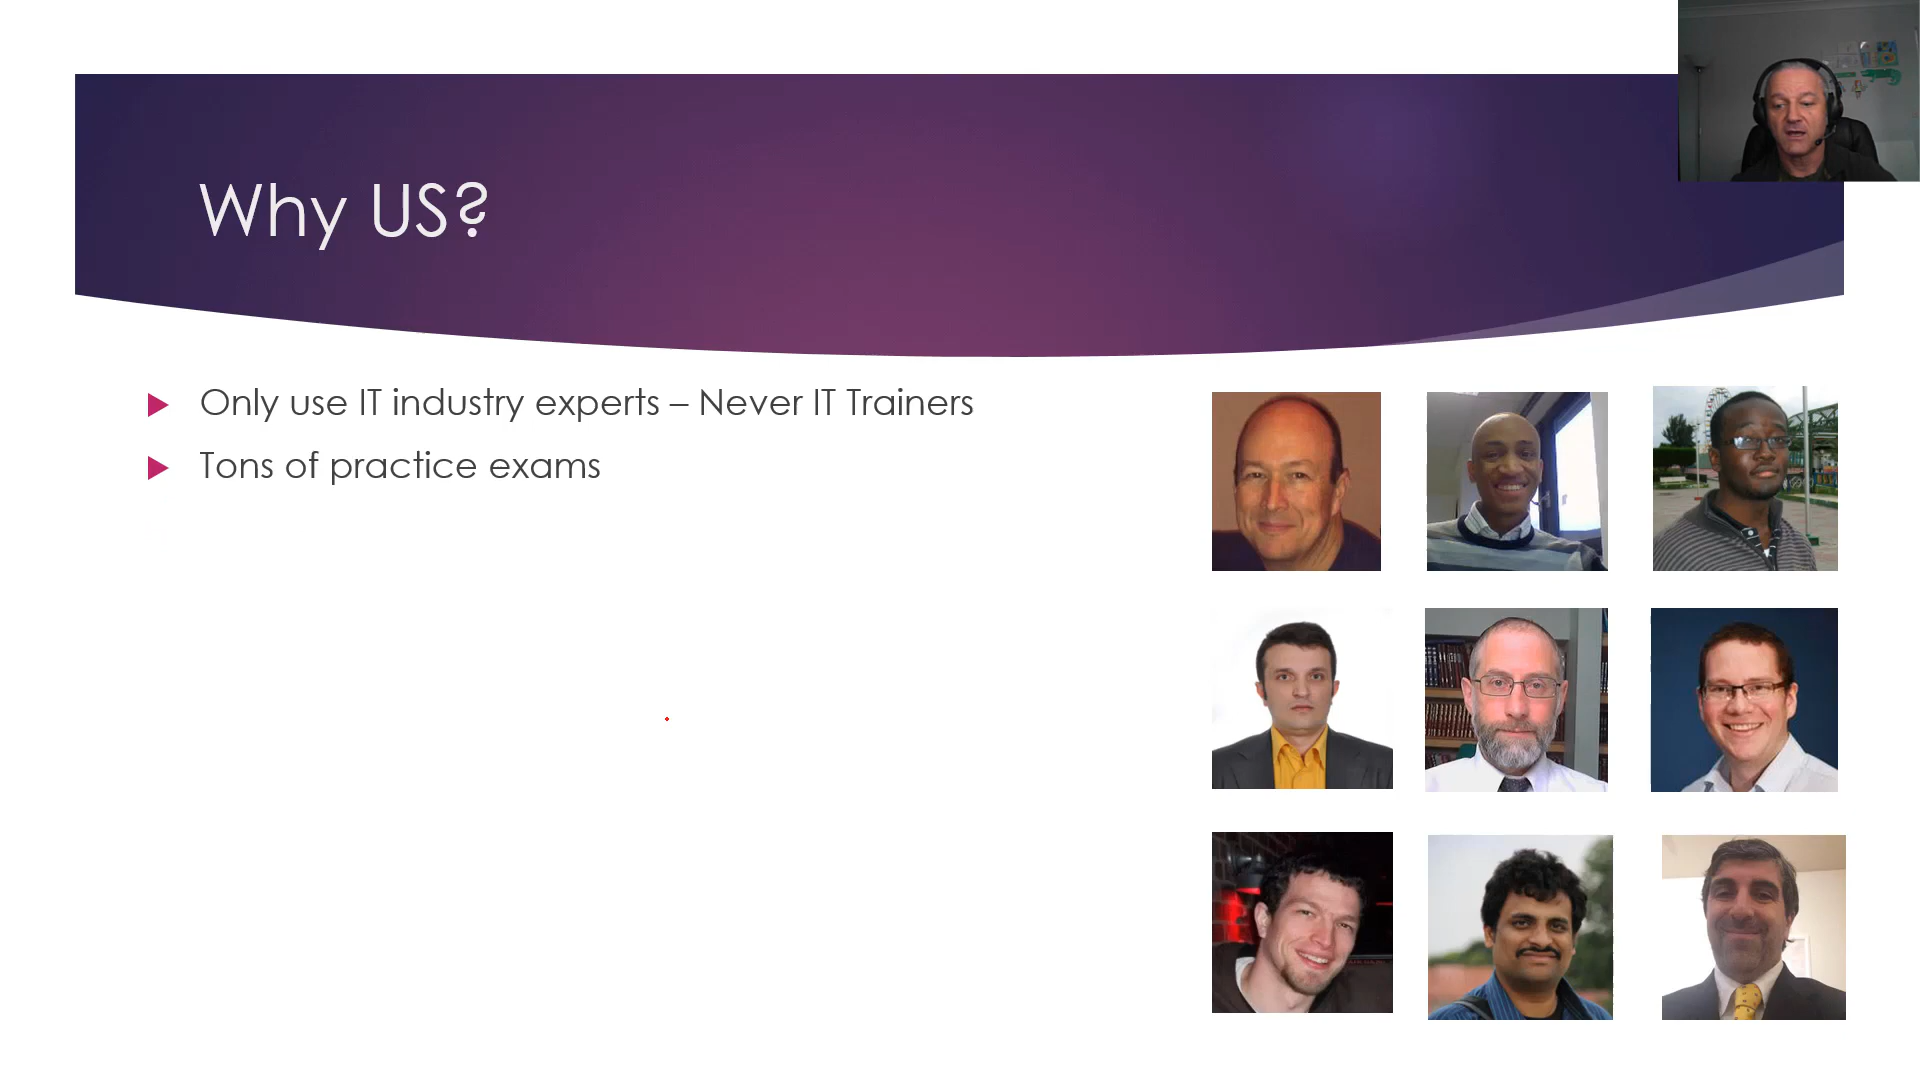 Why US?
Only use IT industry experts – Never IT Trainers
Tons of practice exams